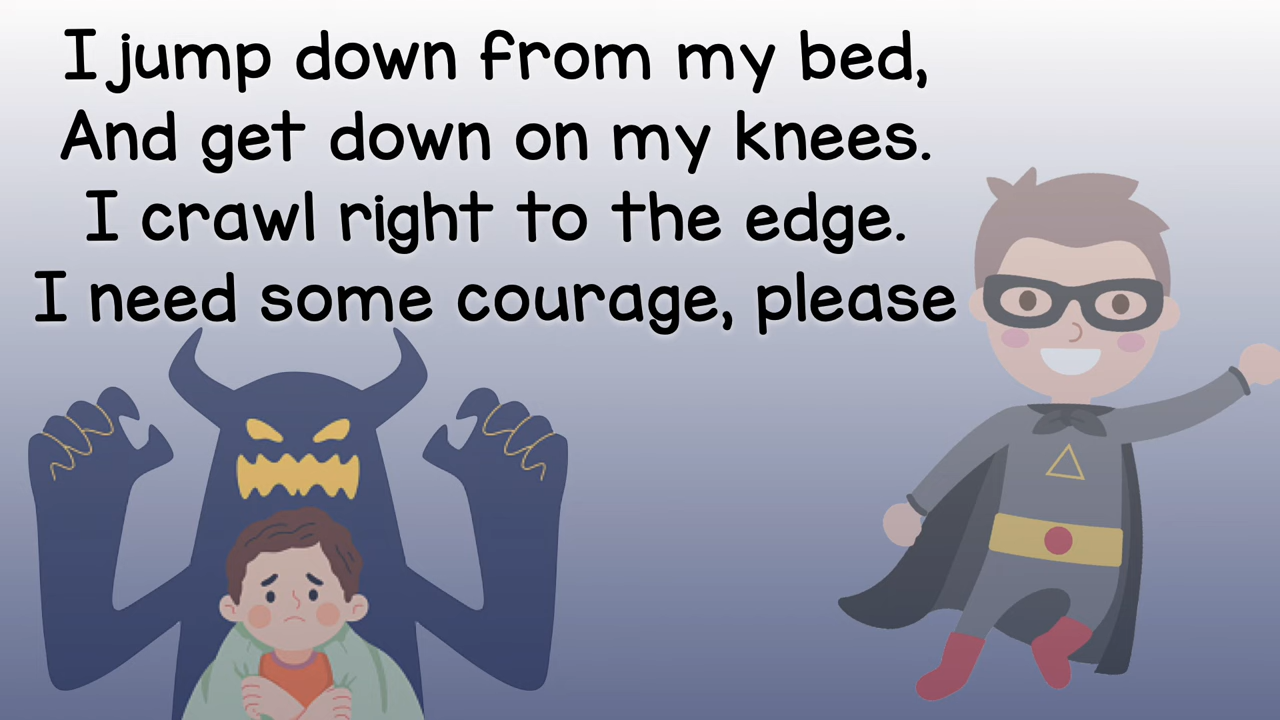 I jump down from my bed,
And get down on my knees.
I crawl right to the edge.
I need some courage, please